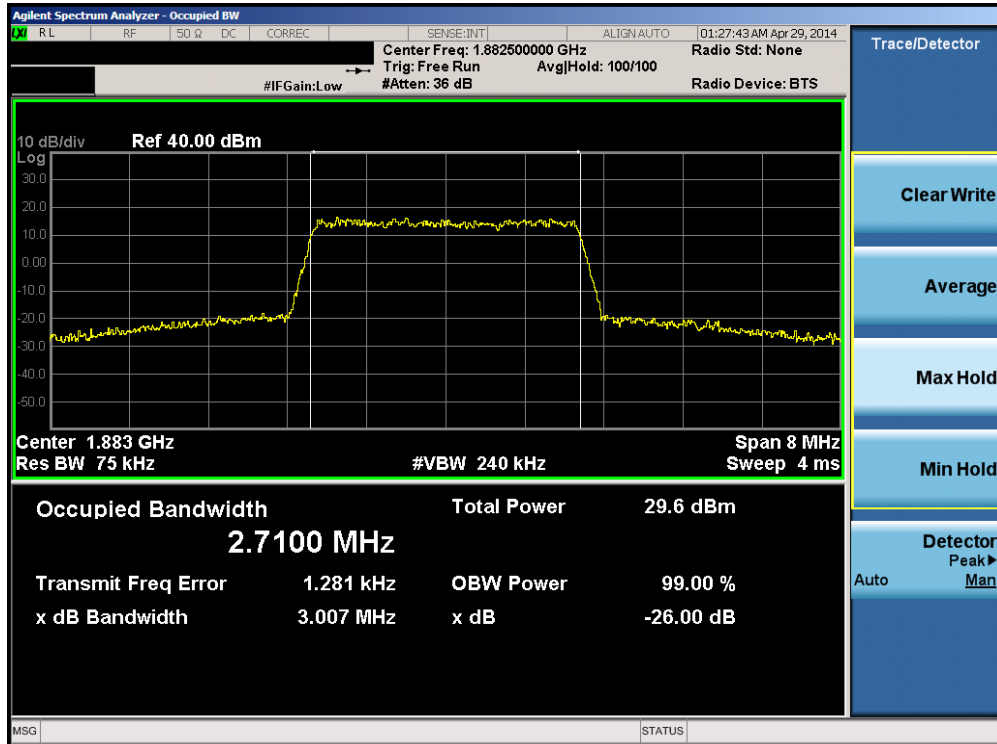 Agilent Spectrum Analyzer - Occupied BW
LXI RL RF 50 Ω DC CORREC SENSE:INT ALIGN AUTO 01:27:43 AM Apr 29, 2014
Center Freq: 1.882500000 GHz Radio Std: None
Trig: Free Run Avg|Hold: 100/100
#IFGain:Low #Atten: 36 dB Radio Device: BTS
10 dB/div Ref 40.00 dBm
Log
30.0
20.0
10.0
0.00
-10.0
-20.0
-30.0
-40.0
-50.0
Center 1.883 GHz Span 8 MHz
Res BW 75 kHz #VBW 240 kHz Sweep 4 ms
Occupied Bandwidth Total Power 29.6 dBm
2.7100 MHz
Transmit Freq Error 1.281 kHz OBW Power 99.00 %
x dB Bandwidth 3.007 MHz x dB -26.00 dB
MSG STATUS
Trace/Detector
Clear Write
Average
Max Hold
Min Hold
Detector
Peak▶
Auto Man